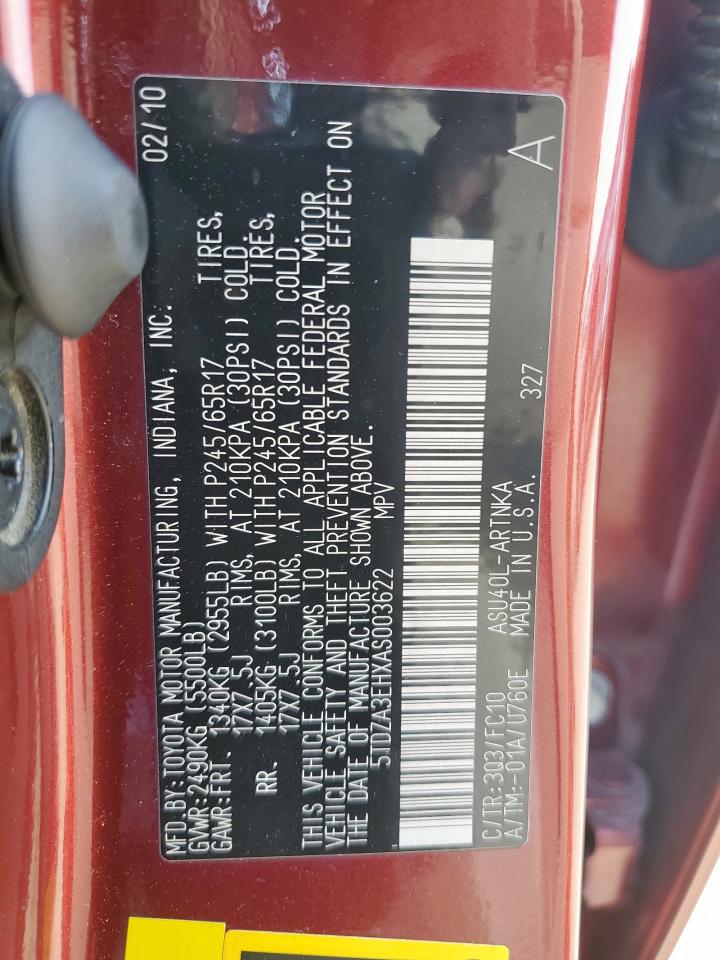 MFD.BY:TOYOTA MOTOR MANUFACTURING, INDIANA, INC. 02/10
GVWR:2490KG (5500LB)
GAWR:FRT. 1340KG (2955LB) WITH P245/65R17 TIRES,
17X7.5J RIMS, AT 210KPA (30PSI) COLD.
RR. 1405KG (3100LB) WITH P245/65R17 TIRES,
17X7.5J RIMS, AT 210KPA (30PSI) COLD.
THIS VEHICLE CONFORMS TO ALL APPLICABLE FEDERAL MOTOR
VEHICLE SAFETY AND THEFT PREVENTION STANDARDS IN EFFECT ON
THE DATE OF MANUFACTURE SHOWN ABOVE.
5TDZA3EHXAS003622 MPV
C/TR:3Q3/FC10 ASU40L-ARTNKA
A/TM:-01A/U760E MADE IN U.S.A. 327 A